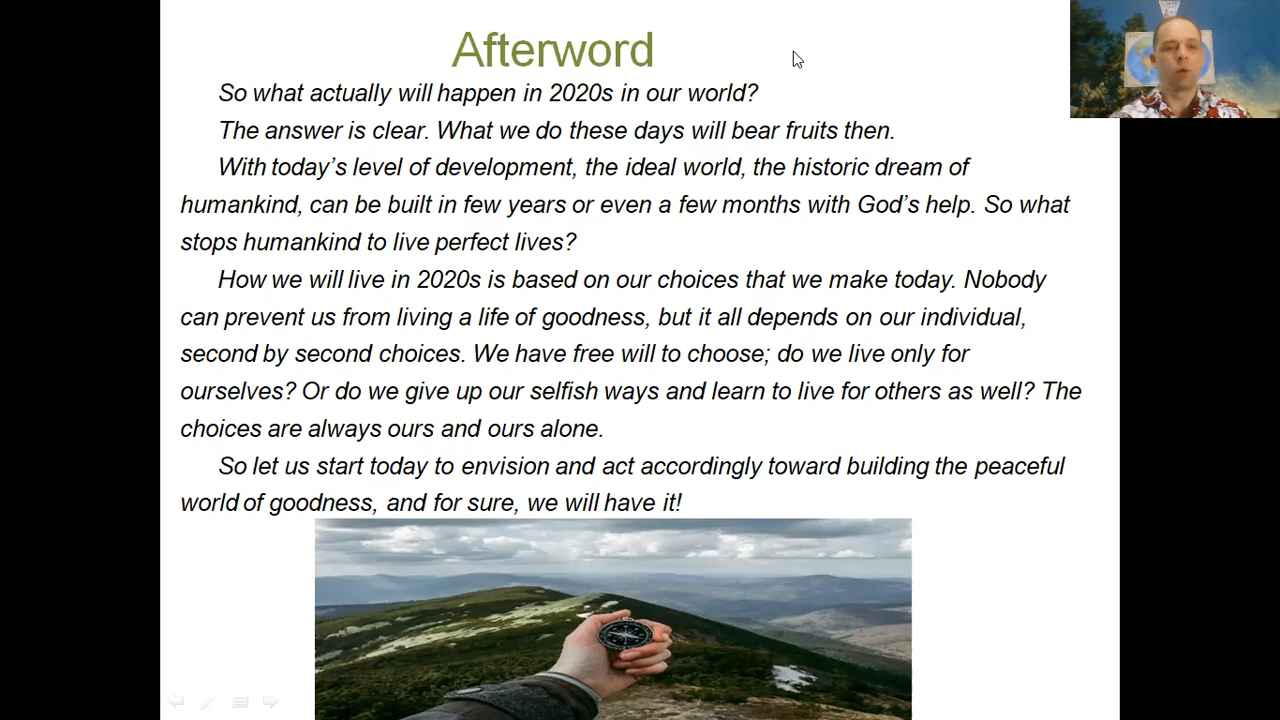 Afterword
So what actually will happen in 2020s in our world?
The answer is clear. What we do these days will bear fruits then.
With today's level of development, the ideal world, the historic dream of
humankind, can be built in few years or even a few months with God's help. So what
stops humankind to live perfect lives?
How we will live in 2020s is based on our choices that we make today. Nobody
can prevent us from living a life of goodness, but it all depends on our individual,
second by second choices. We have free will to choose; do we live only for
ourselves? Or do we give up our selfish ways and learn to live for others as well? The
choices are always ours and ours alone.
So let us start today to envision and act accordingly toward building the peaceful
world of goodness, and for sure, we will have it!